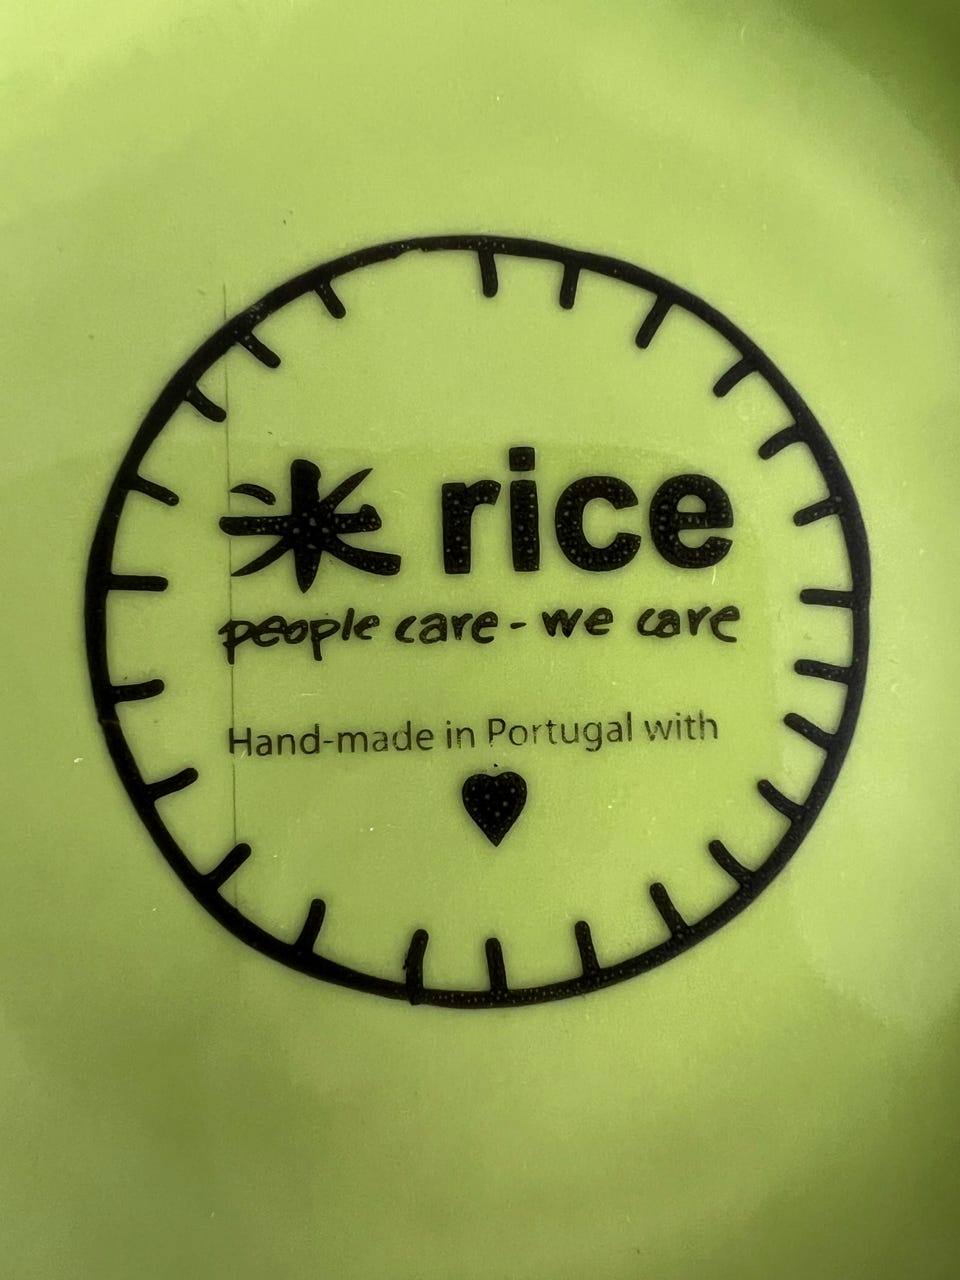 米 rice
people care - we care
Hand-made in Portugal with